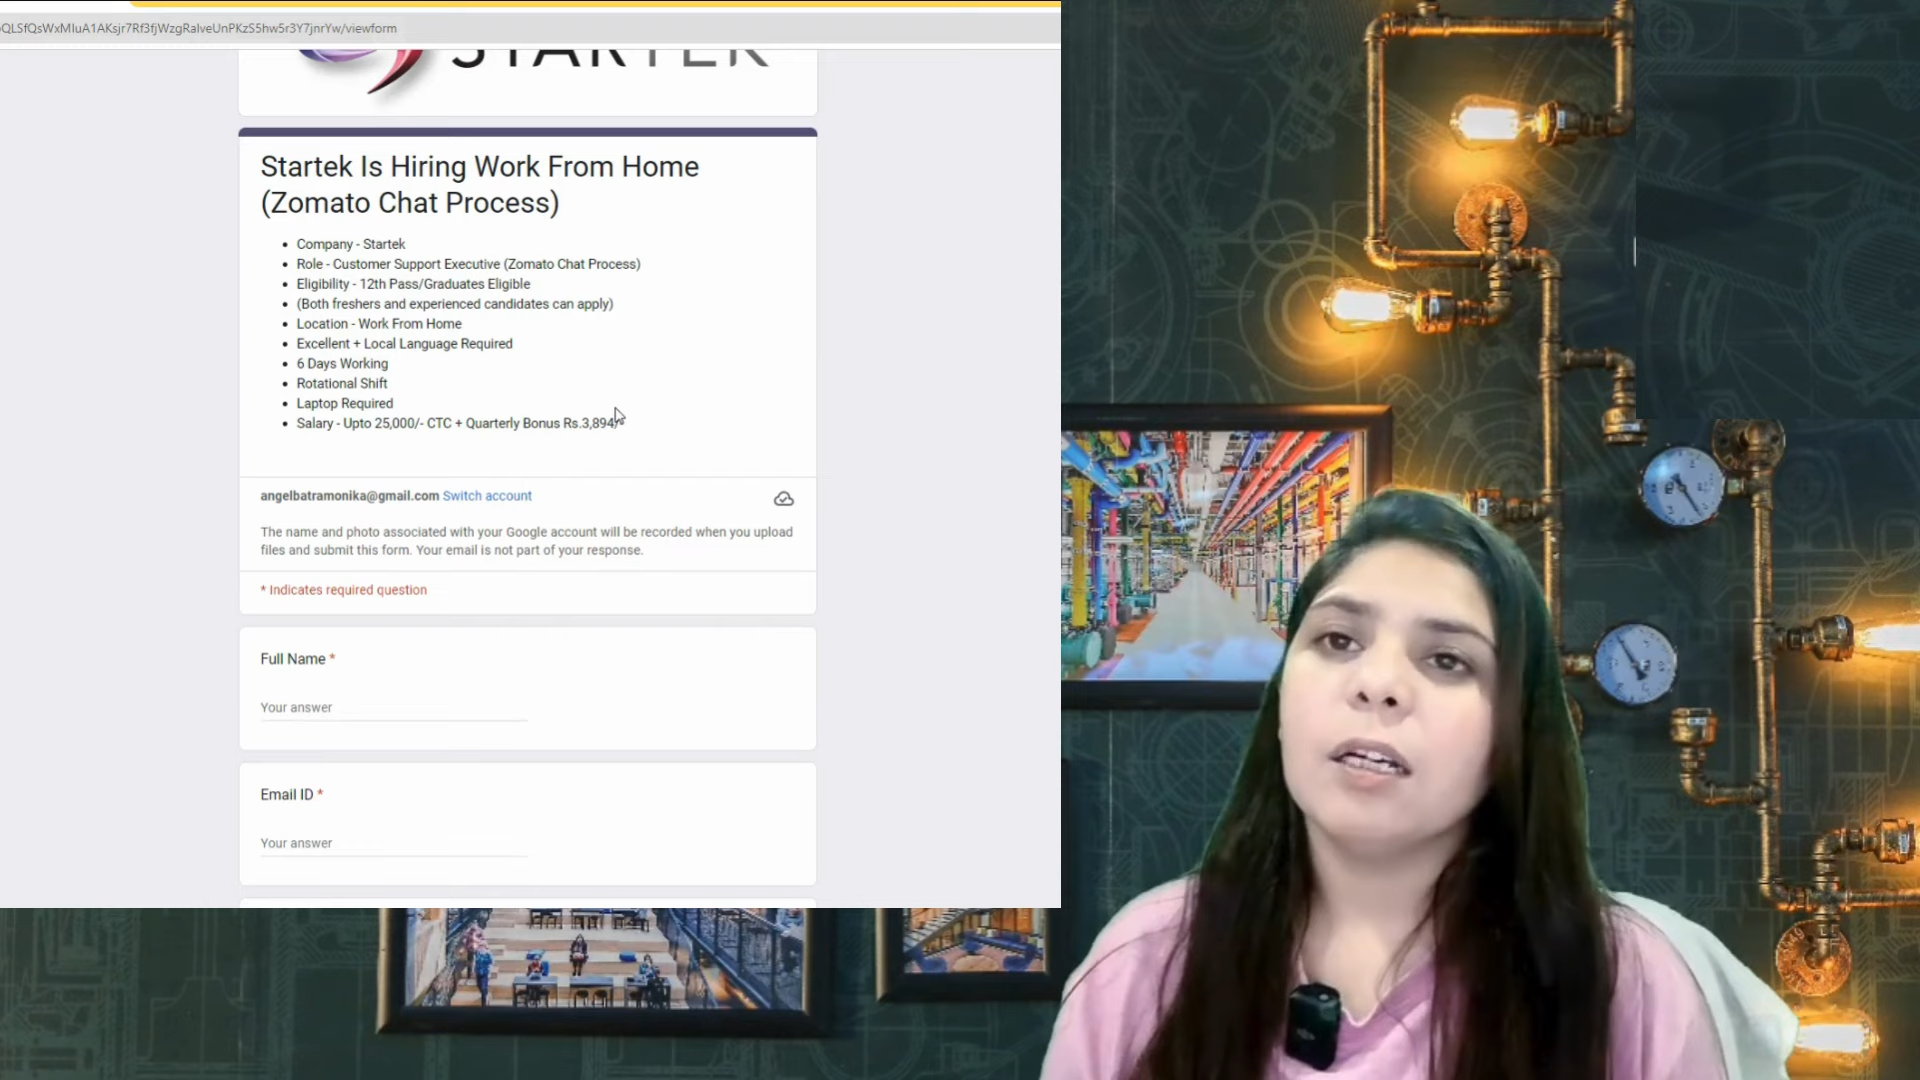 QLSfQsWxMIuA1AKsjr7Rf3fjWzgRalveUnPKzS5hw5r3Y7jnrYw/viewform
STARTEK
Startek Is Hiring Work From Home
(Zomato Chat Process)
Company - Startek
Role - Customer Support Executive (Zomato Chat Process)
Eligibility - 12th Pass/Graduates Eligible
(Both freshers and experienced candidates can apply)
Location - Work From Home
Excellent + Local Language Required
6 Days Working
Rotational Shift
Laptop Required
Salary - Upto 25,000/- CTC + Quarterly Bonus Rs.3,894/
angelbatramonika@gmail.com Switch account
The name and photo associated with your Google account will be recorded when you upload
files and submit this form. Your email is not part of your response.
* Indicates required question
Full Name *
Your answer
Email ID *
Your answer